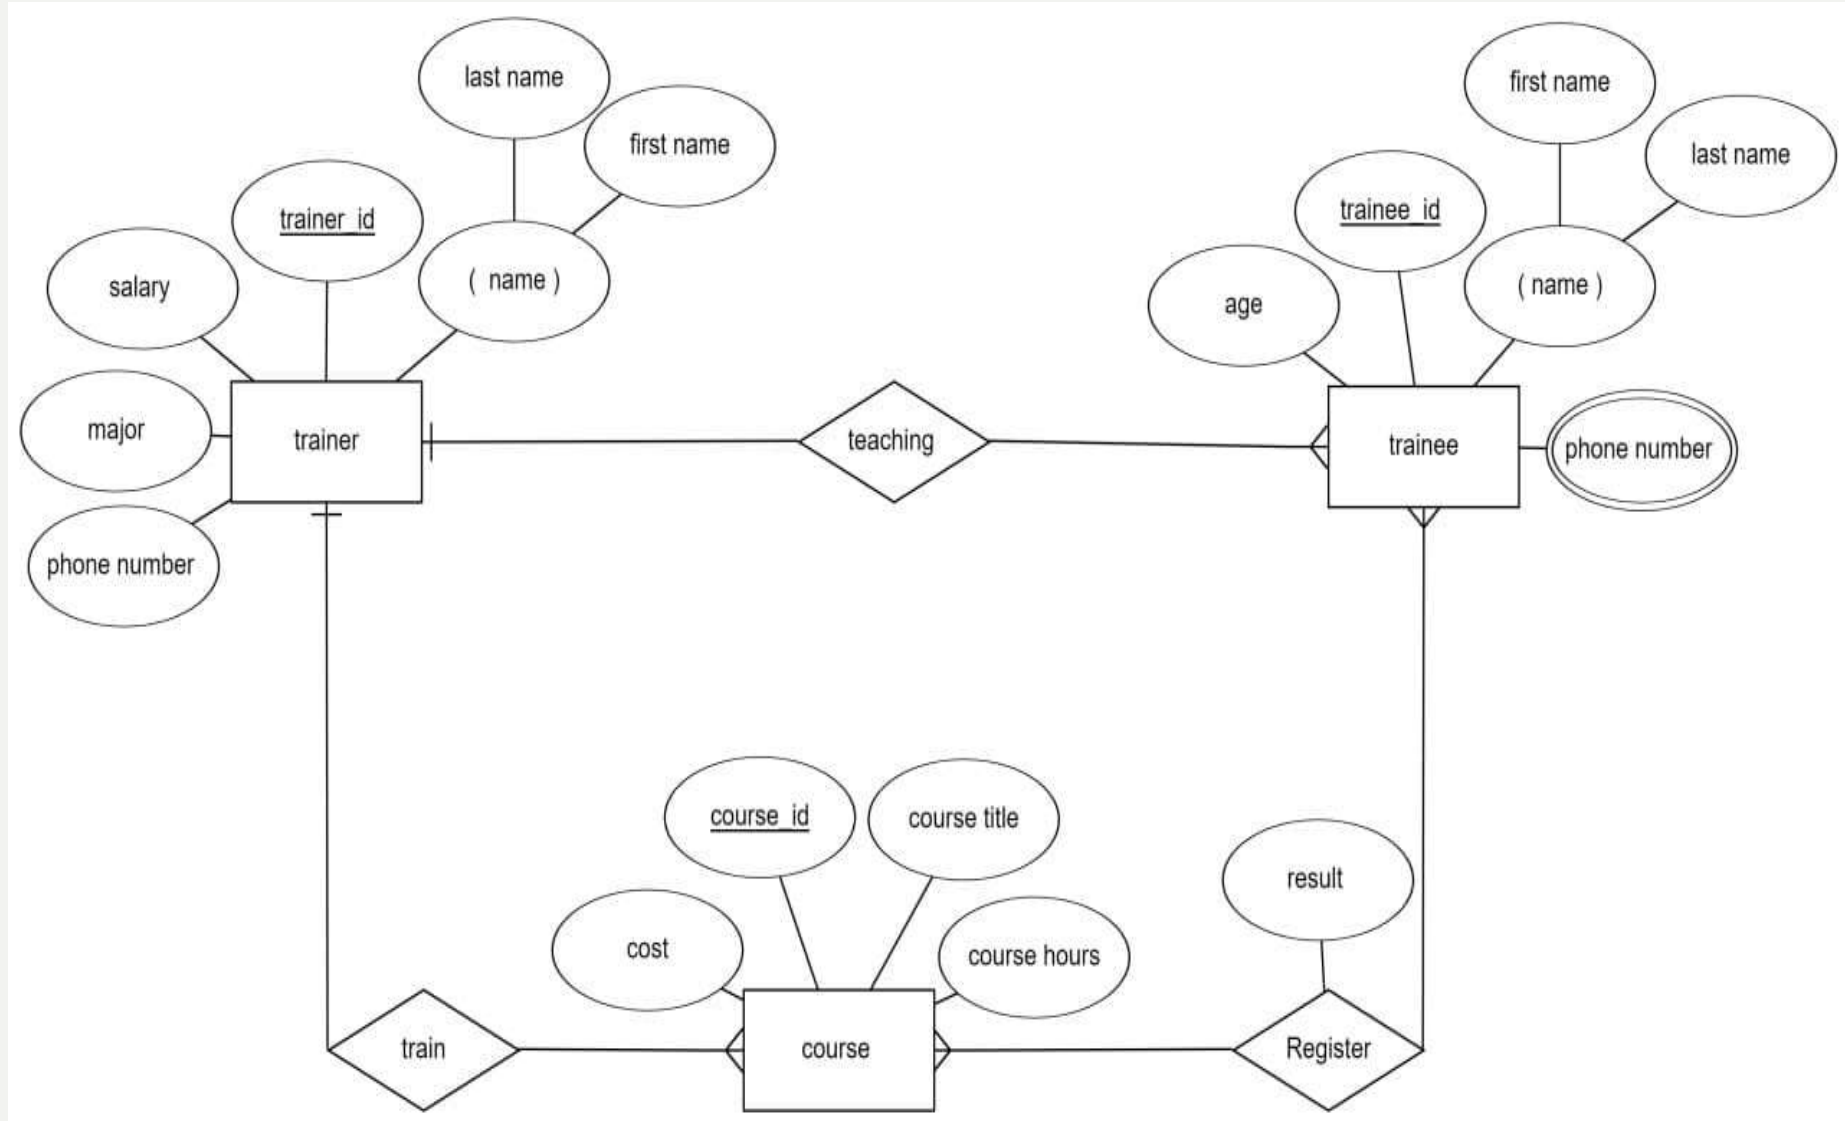 last name
first name
trainer_id
( name )
salary
major
trainer
phone number
teaching
first name
last name
trainee_id
( name )
age
trainee
phone number
course_id
course title
cost
course hours
result
train
course
Register